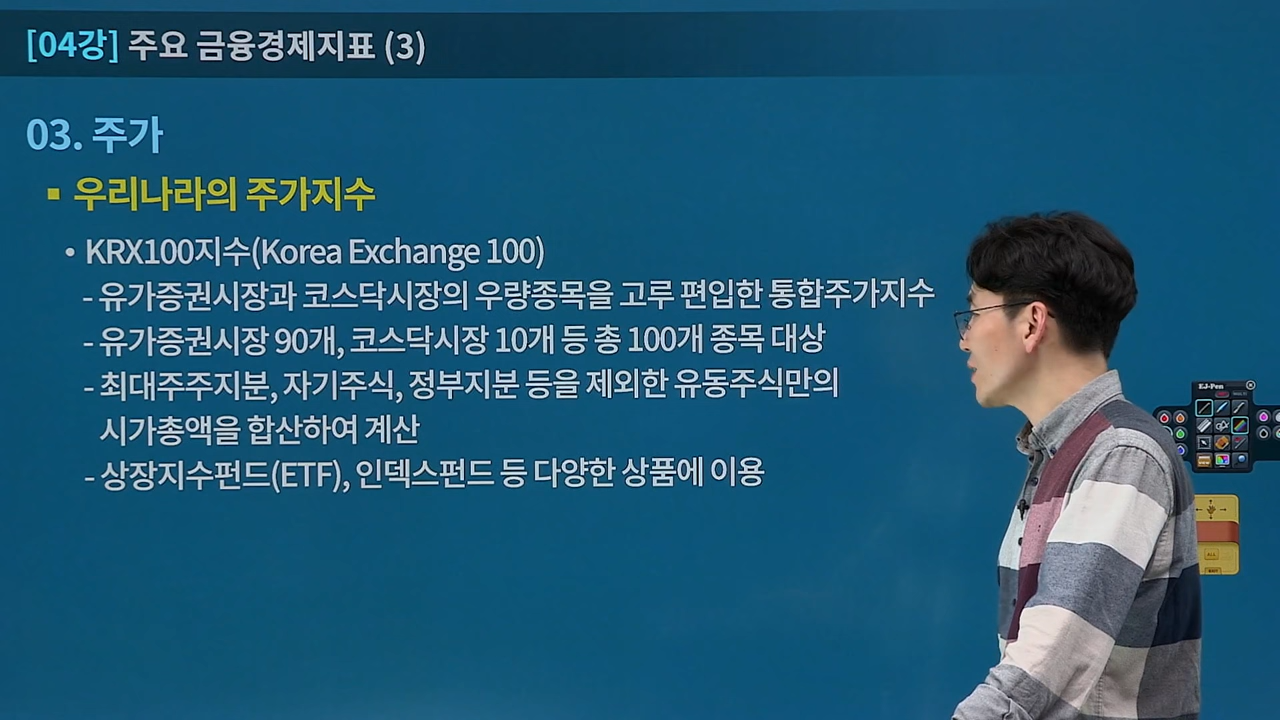 [04강] 주요 금융경제지표 (3)
03. 주가
▪ 우리나라의 주가지수
• KRX100지수(Korea Exchange 100)
- 유가증권시장과 코스닥시장의 우량종목을 고루 편입한 통합주가지수
- 유가증권시장 90개, 코스닥시장 10개 등 총 100개 종목 대상
- 최대주주지분, 자기주식, 정부지분 등을 제외한 유동주식만의
시가총액을 합산하여 계산
- 상장지수펀드(ETF), 인덱스펀드 등 다양한 상품에 이용
EJ-Pen
ALL